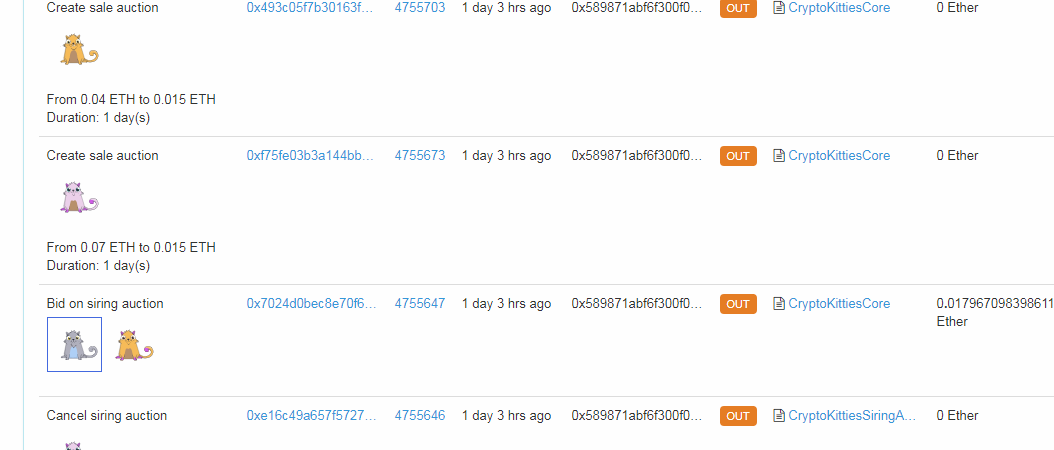 Create sale auction 0x493c05f7b30163f... 4755703 1 day 3 hrs ago 0x589871abf6f300f0... OUT CryptoKittiesCore 0 Ether
From 0.04 ETH to 0.015 ETH
Duration: 1 day(s)
Create sale auction 0xf75fe03b3a144bb... 4755673 1 day 3 hrs ago 0x589871abf6f300f0... OUT CryptoKittiesCore 0 Ether
From 0.07 ETH to 0.015 ETH
Duration: 1 day(s)
Bid on siring auction 0x7024d0bec8e70f6... 4755647 1 day 3 hrs ago 0x589871abf6f300f0... OUT CryptoKittiesCore 0.017967098398611
Ether
Cancel siring auction 0xe16c49a657f5727... 4755646 1 day 3 hrs ago 0x589871abf6f300f0... OUT CryptoKittiesSiringA... 0 Ether